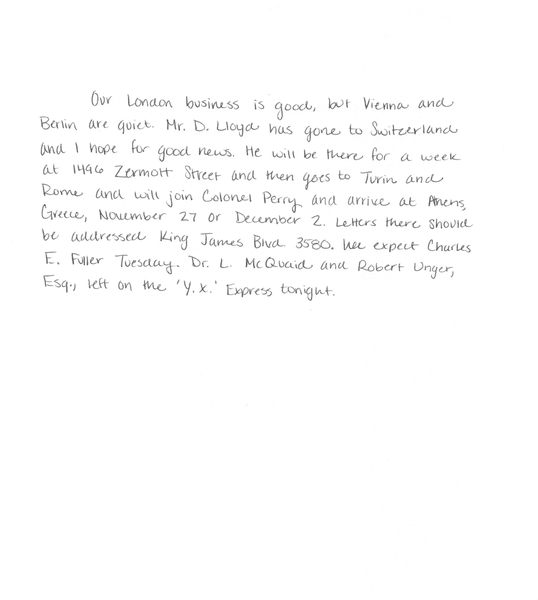 Our London business is good, but Vienna and
Berlin are quiet. Mr. D. Lloyd has gone to Switzerland
and I hope for good news. He will be there for a week
at 1496 Zermott Street and then goes to Turin and
Rome and will join Colonel Perry and arrive at Athens,
Greece, November 27 or December 2. Letters there should
be addressed King James Blvd 3580. We expect Charles
E. Fuller Tuesday. Dr. L. McQuaid and Robert Unger,
Esq., left on the 'Y.X.' Express tonight.